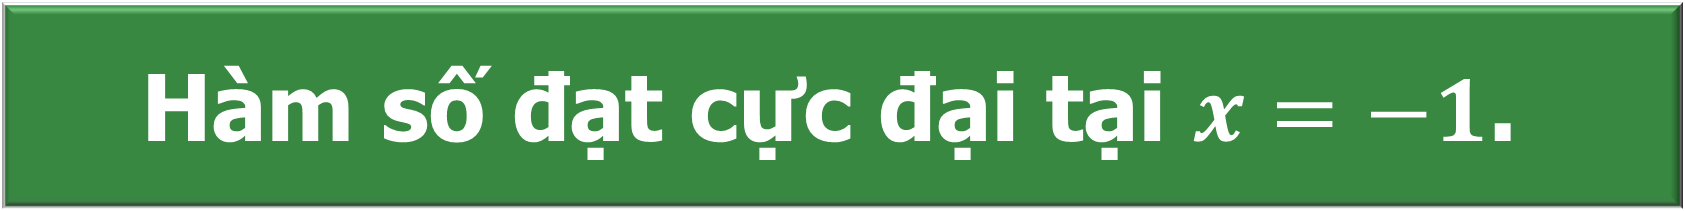 Hàm số đạt cực đại tại x = −1.